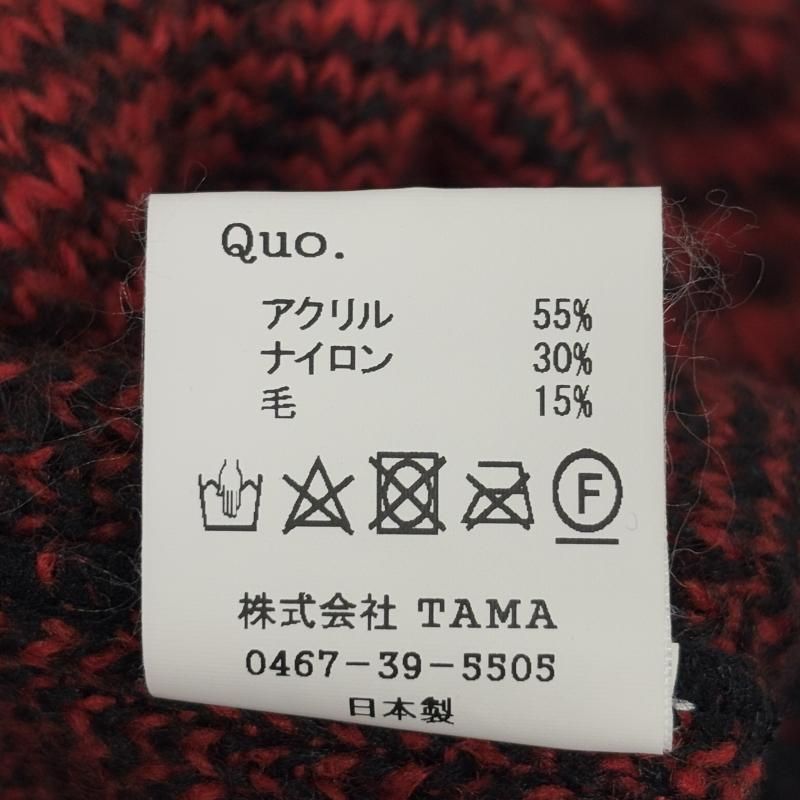 Quo.
アクリル 55%
ナイロン 30%
毛 15%
F
株式会社 TAMA
0467-39-5505
日本製